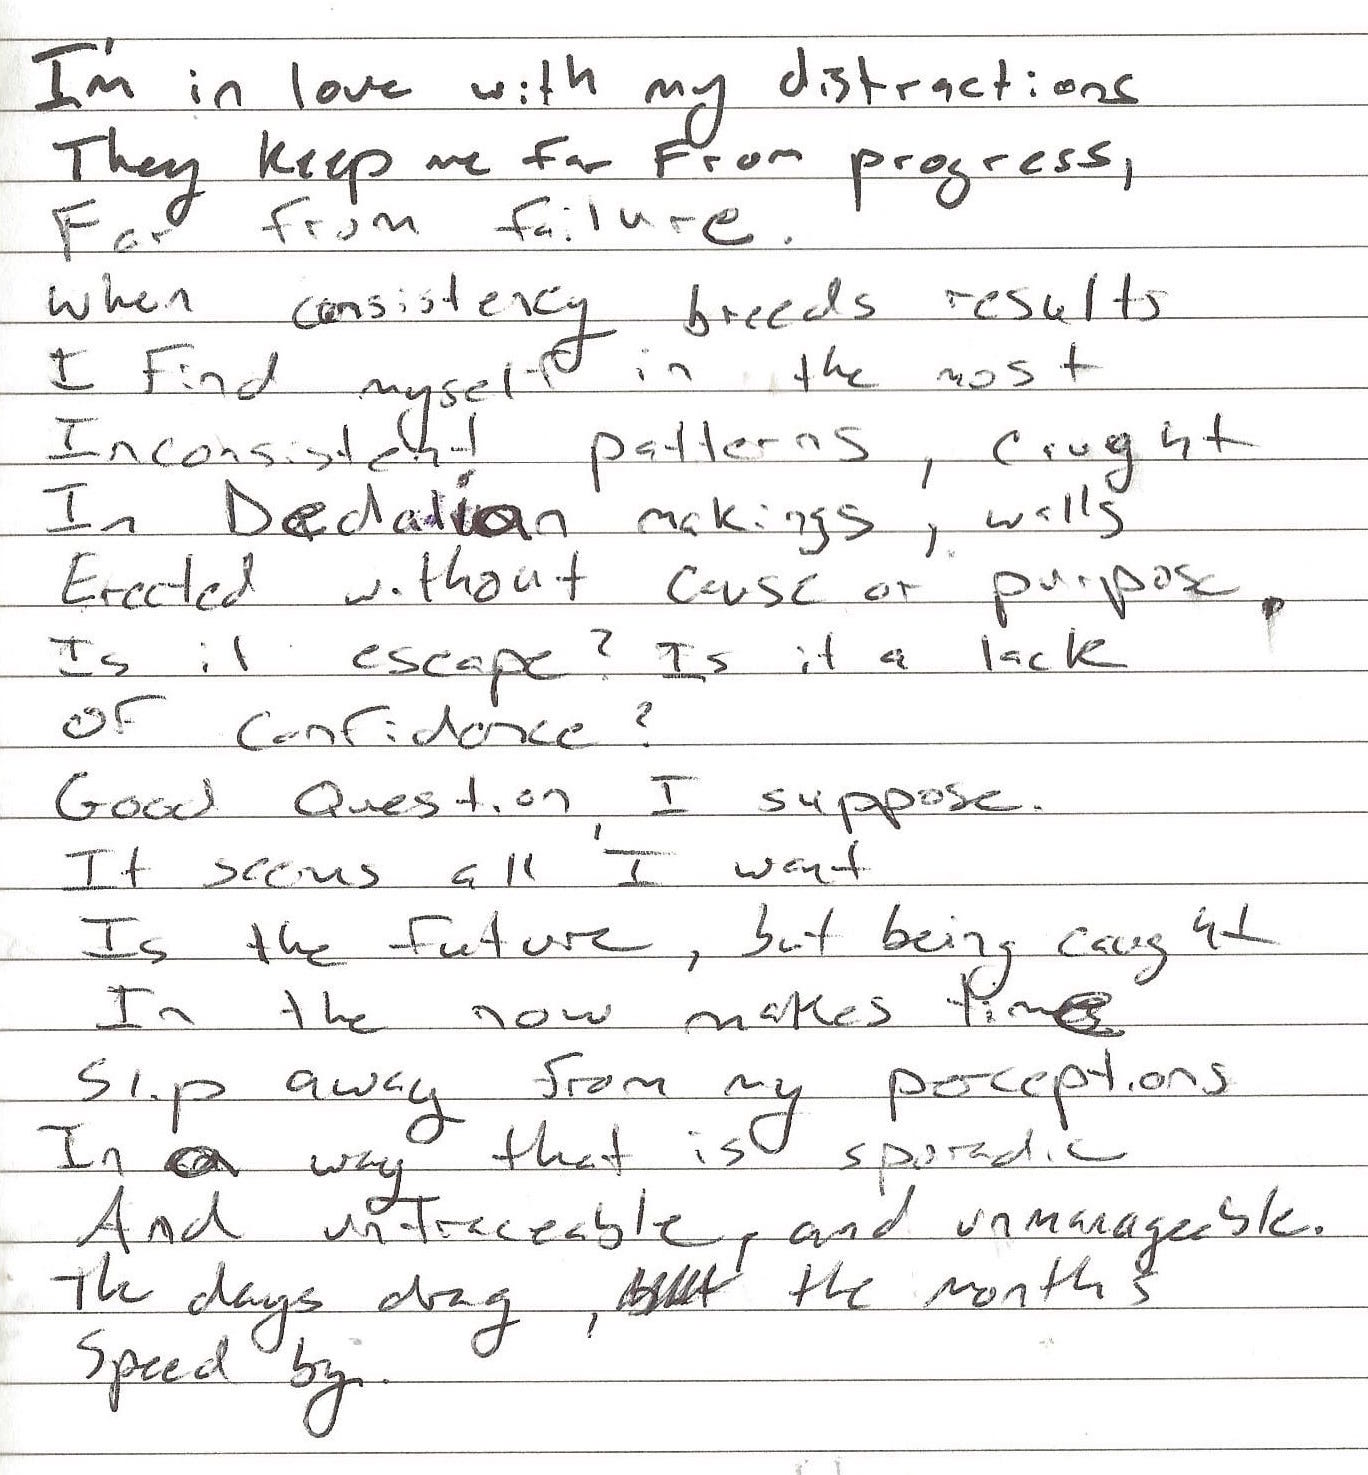 I'm in love with my distractions
They keep me far From progress,
Far from failure.
When consistency breeds results
I find myself in the most
Inconsistent patterns, caught
In Dedalian makings, walls
Erected without cause or purpose.
Is it escape? Is it a lack
OF confidance?
Good Question, I suppose.
It seems all I want
Is the future, but being caught
In the now makes time
Slip away from my perceptions
In a way that is sporadic
And untraceable, and unmanageable.
The days drag, the months
Speed by.